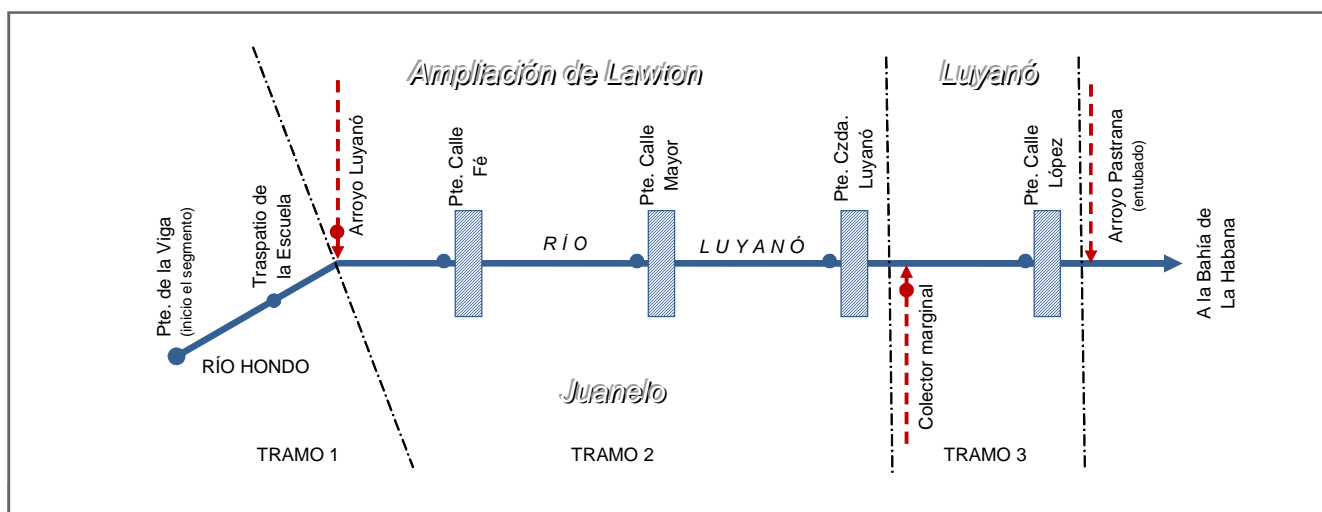 Ampliación de Lawton
Luyanó
Pte. de la Viga
(inicio el segmento)
Traspatio de
la Escuela
Arroyo Luyanó
Pte. Calle
Fé
Pte. Calle
Mayor
Pte. Czda.
Luyanó
Pte. Calle
López
Arroyo Pastrana
(entubado)
RÍO
LUYANÓ
A la Bahía de
La Habana
RÍO HONDO
Colector marginal
Juanelo
TRAMO 1
TRAMO 2
TRAMO 3